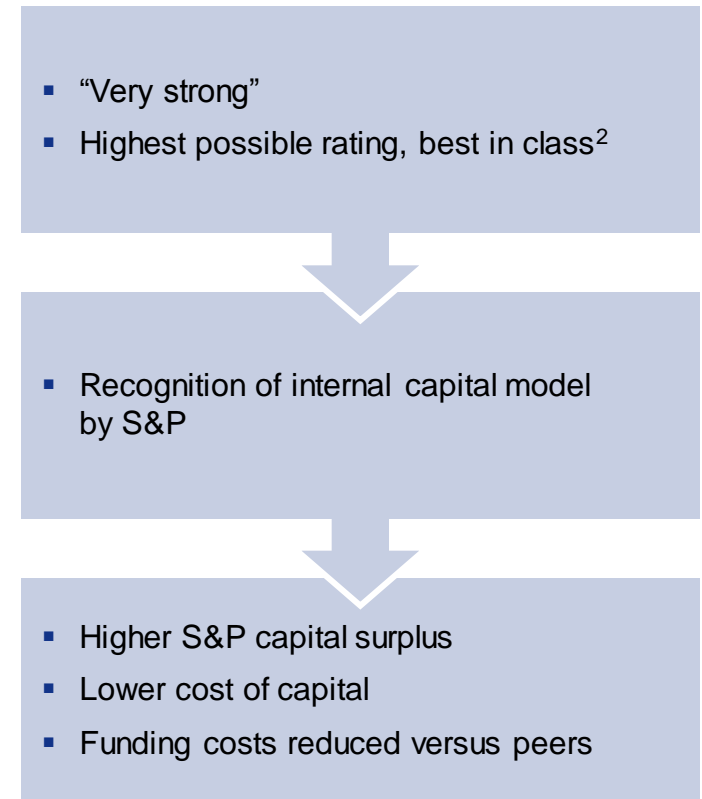 ▪ “Very strong”
▪ Highest possible rating, best in class²
▪ Recognition of internal capital model
by S&P
▪ Higher S&P capital surplus
▪ Lower cost of capital
▪ Funding costs reduced versus peers